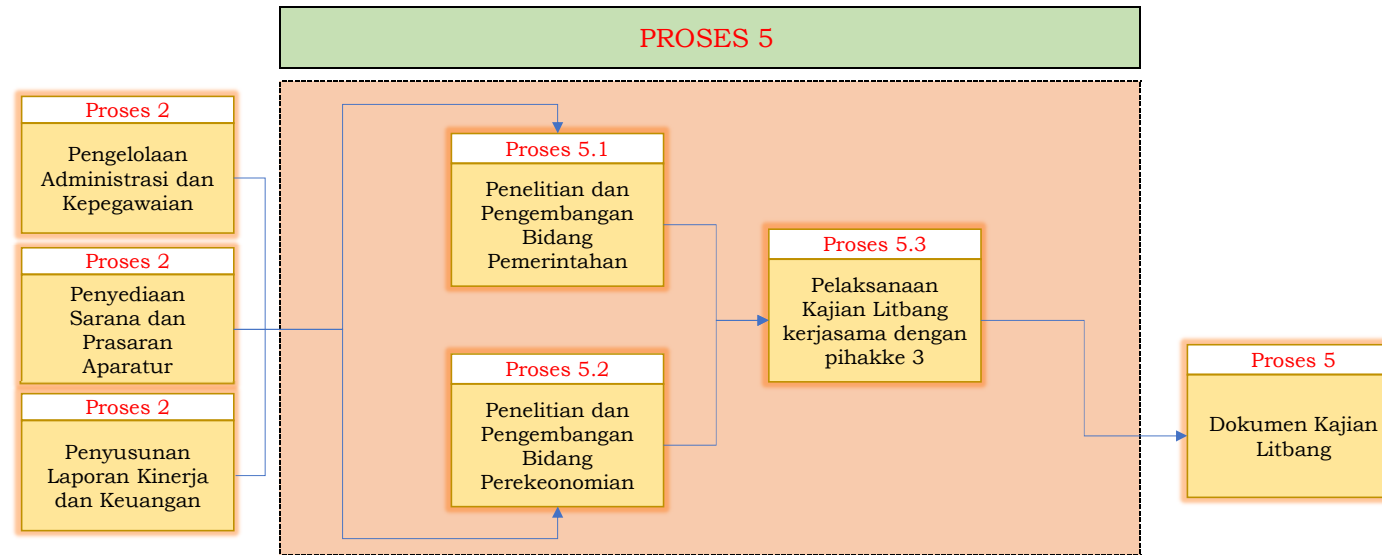 PROSES 5
Proses 2
Pengelolaan
Administrasi dan
Kepegawaian
Proses 2
Penyediaan
Sarana dan
Prasaran
Aparatur
Proses 2
Penyusunan
Laporan Kinerja
dan Keuangan
Proses 5.1
Penelitian dan
Pengembangan
Bidang
Pemerintahan
Proses 5.2
Penelitian dan
Pengembangan
Bidang
Perekeonomian
Proses 5.3
Pelaksanaan
Kajian Litbang
kerjasama dengan
pihakke 3
Proses 5
Dokumen Kajian
Litbang